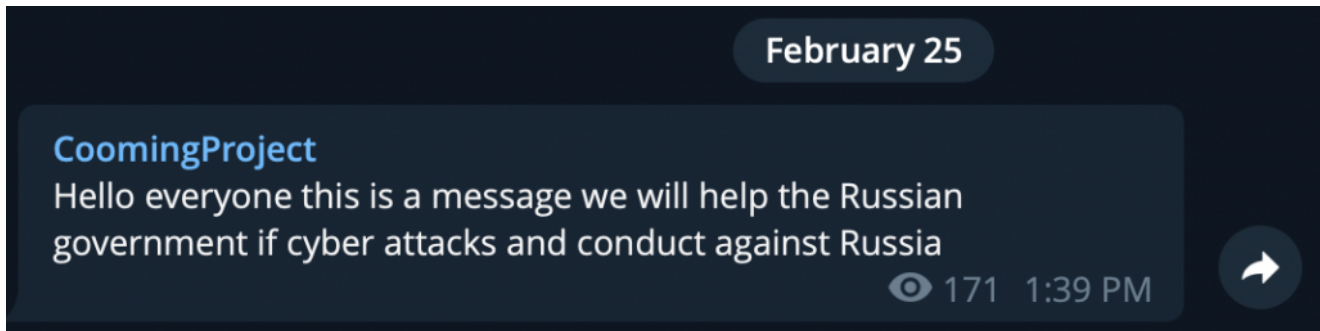 February 25
CoomingProject
Hello everyone this is a message we will help the Russian
government if cyber attacks and conduct against Russia
171 1:39 PM